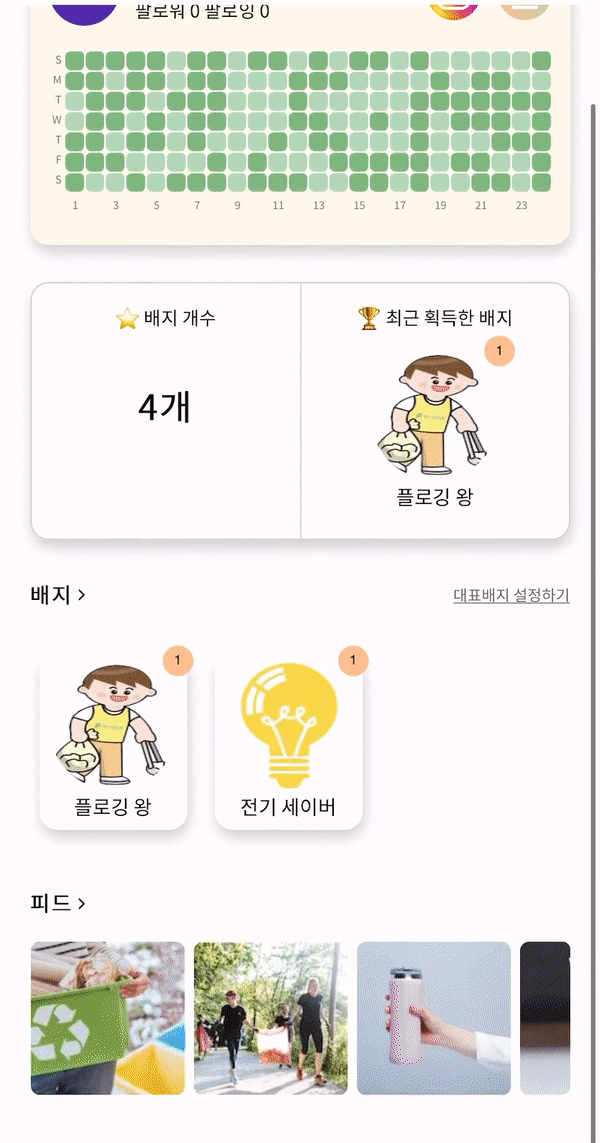 팔로워 0 팔로잉 0
S
M
T
W
T
F
S
1 3 5 7 9 11 13 15 17 19 21 23
⭐ 배지 개수
4개
🏆 최근 획득한 배지
1
플로깅 왕
배지 >
대표배지 설정하기
1
플로깅 왕
1
전기 세이버
피드 >